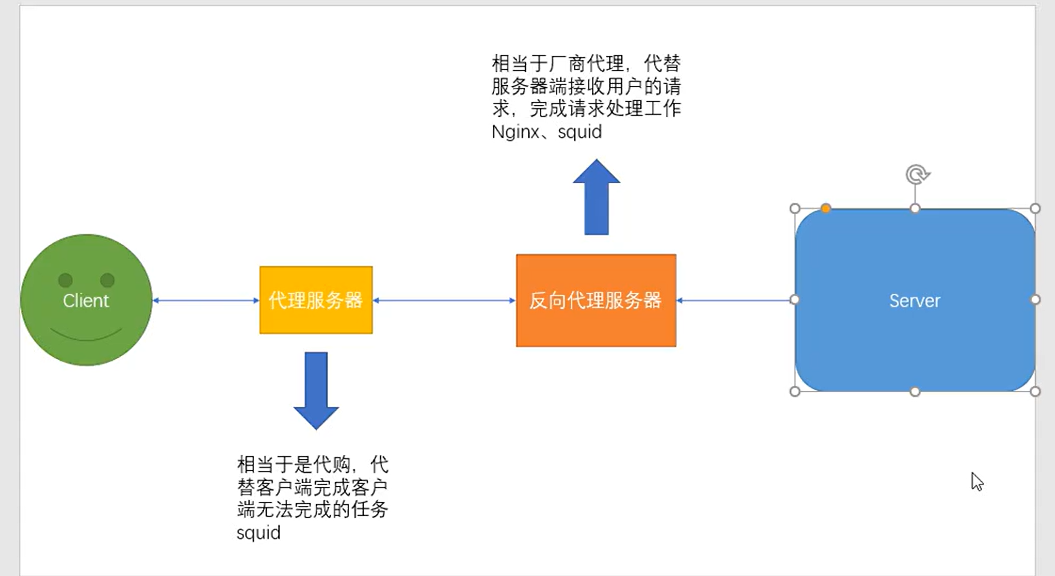 相当于厂商代理，代替
服务器端接收用户的请
求，完成请求处理工作
Nginx、squid
Client
代理服务器
反向代理服务器
Server
相当于是代购，代
替客户端完成客户
端无法完成的任务
squid